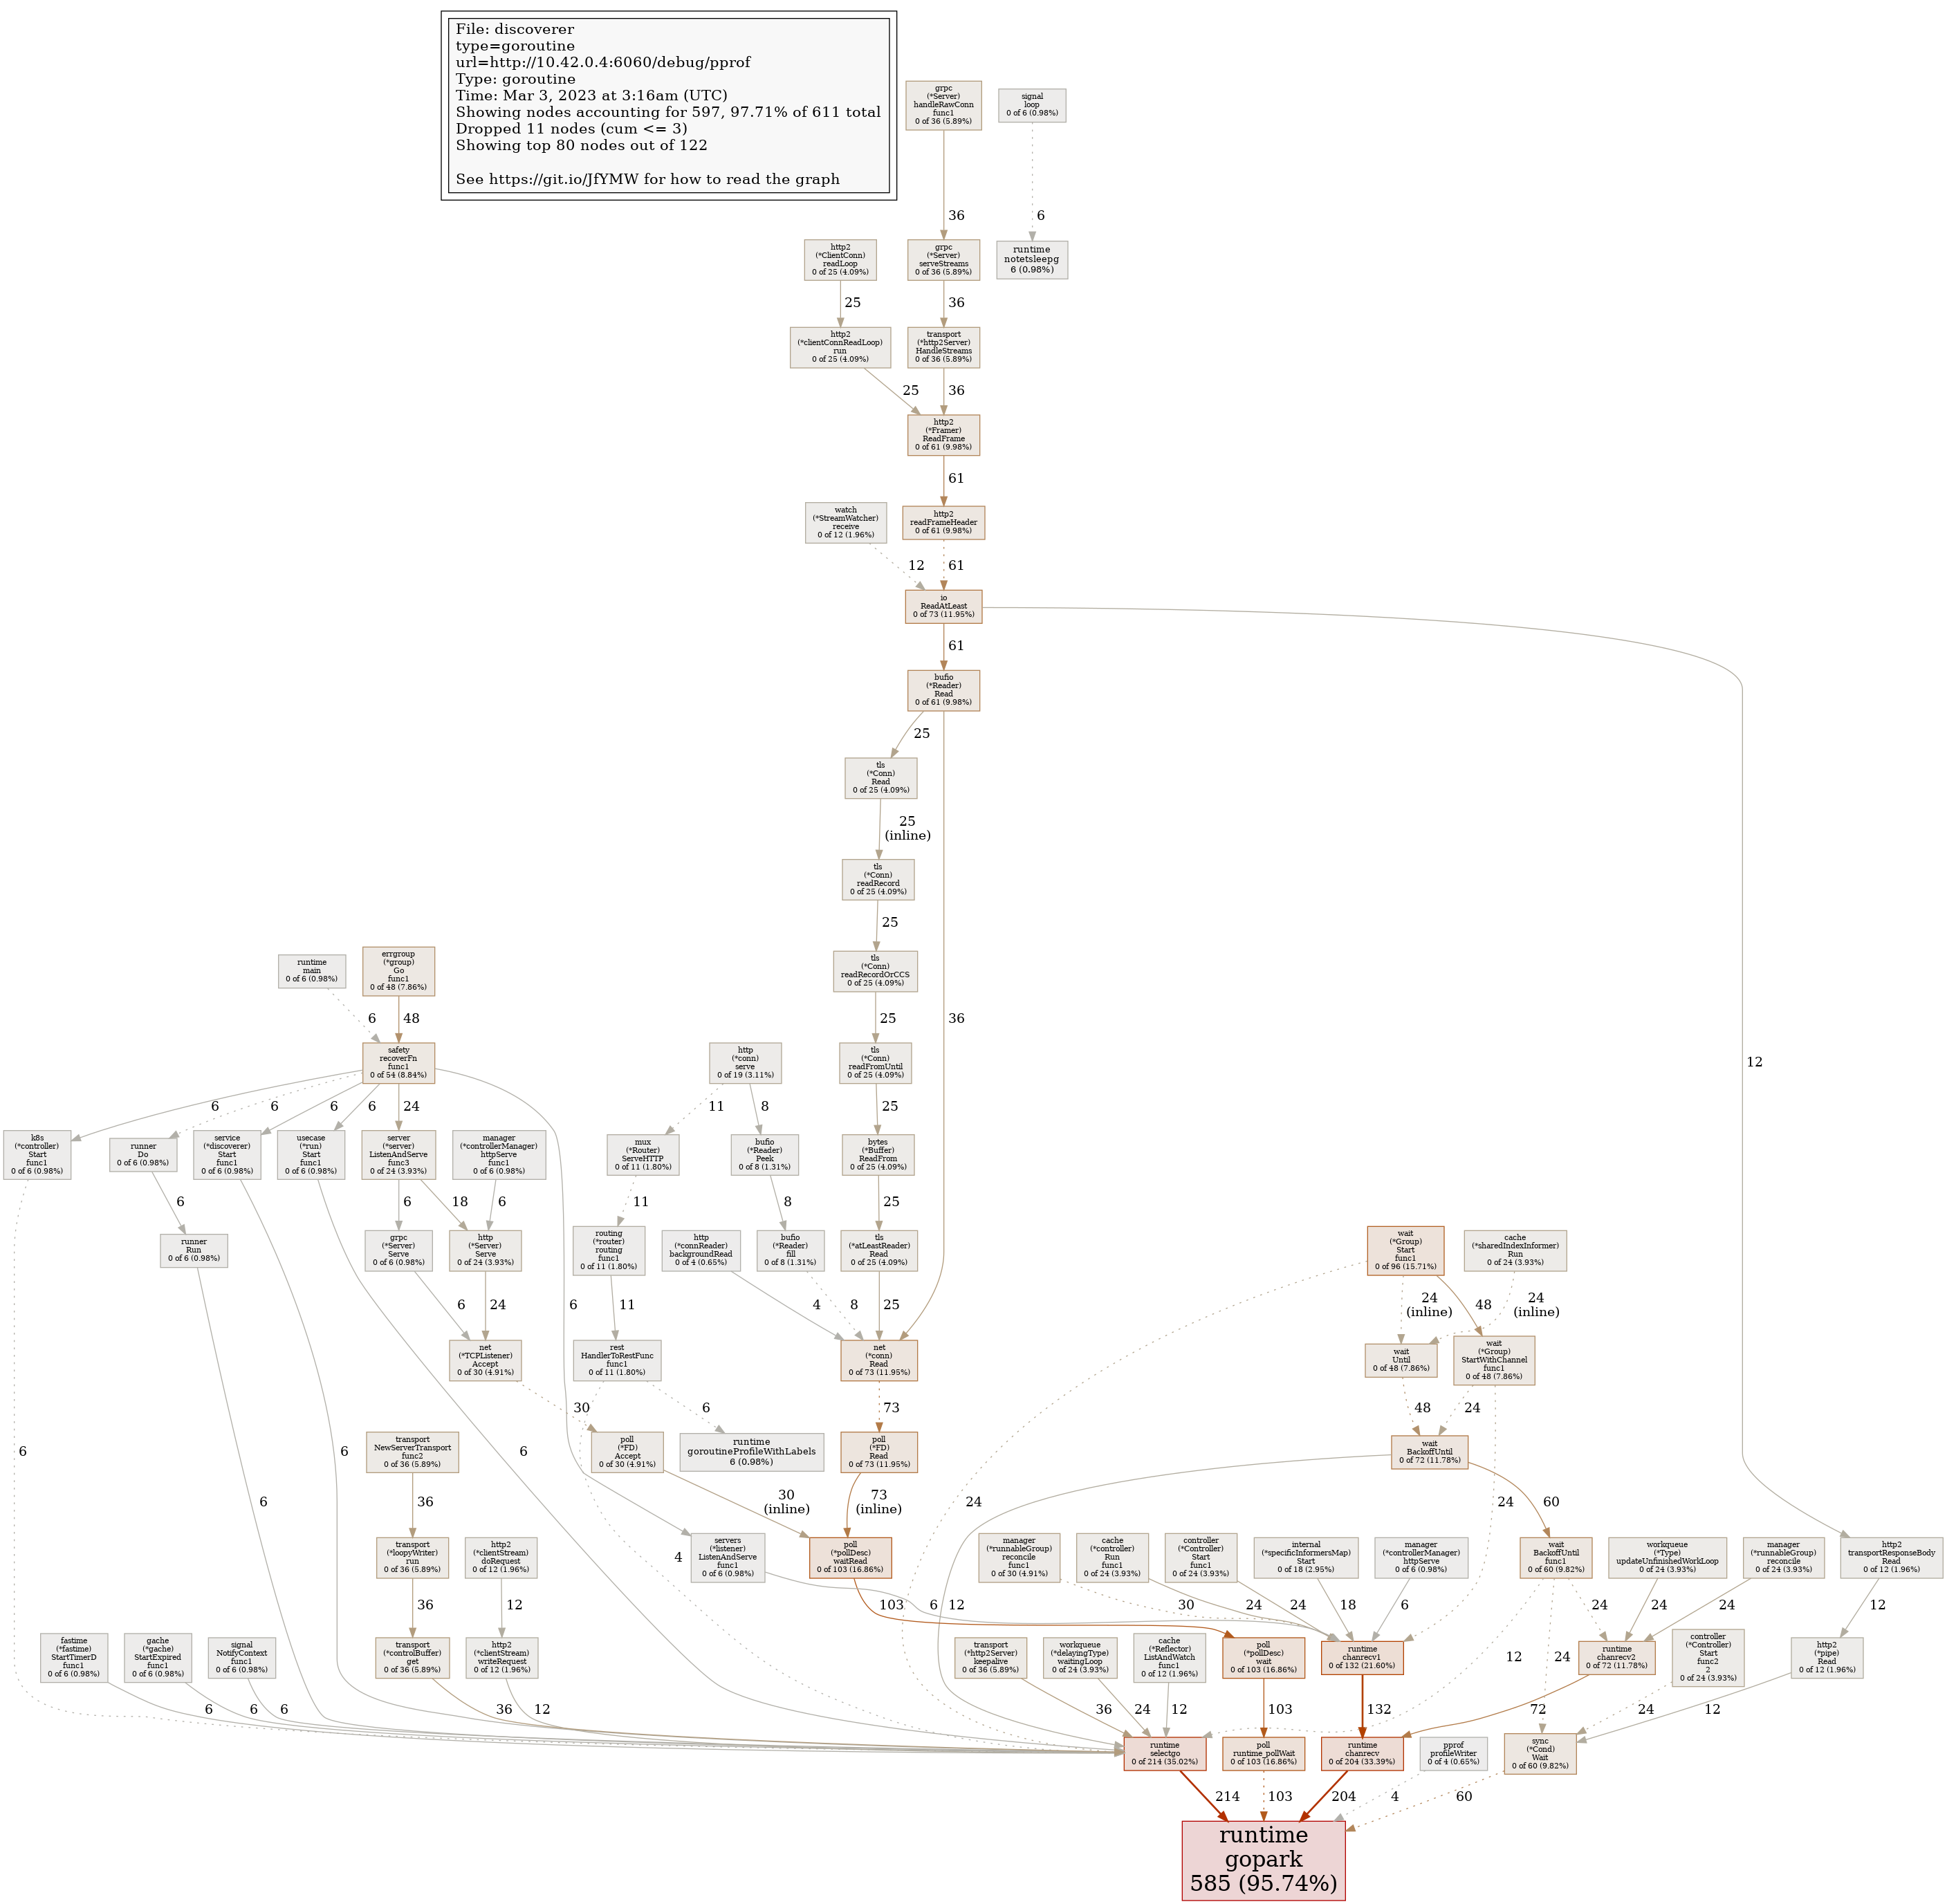 File: discoverer
type=goroutine
url=http://10.42.0.4:6060/debug/pprof
Type: goroutine
Time: Mar 3, 2023 at 3:16am (UTC)
Showing nodes accounting for 597, 97.71% of 611 total
Dropped 11 nodes (cum <= 3)
Showing top 80 nodes out of 122
See https://git.io/JfYMW for how to read the graph
grpc
(*Server)
handleRawConn
func1
0 of 36 (5.89%)
signal
loop
0 of 6 (0.98%)
36
6
http2
(*ClientConn)
readLoop
0 of 25 (4.09%)
grpc
(*Server)
serveStreams
0 of 36 (5.89%)
runtime
notetsleepg
6 (0.98%)
25
36
http2
(*clientConnReadLoop)
run
0 of 25 (4.09%)
transport
(*http2Server)
HandleStreams
0 of 36 (5.89%)
25
36
http2
(*Framer)
ReadFrame
0 of 61 (9.98%)
61
watch
(*StreamWatcher)
receive
0 of 12 (1.96%)
http2
readFrameHeader
0 of 61 (9.98%)
12
61
io
ReadAtLeast
0 of 73 (11.95%)
61
12
bufio
(*Reader)
Read
0 of 61 (9.98%)
25
36
tls
(*Conn)
Read
0 of 25 (4.09%)
25
(inline)
tls
(*Conn)
readRecord
0 of 25 (4.09%)
25
tls
(*Conn)
readRecordOrCCS
0 of 25 (4.09%)
25
runtime
main
0 of 6 (0.98%)
errgroup
(*group)
Go
func1
0 of 48 (7.86%)
6
48
safety
recoverFn
func1
0 of 54 (8.84%)
http
(*conn)
serve
0 of 19 (3.11%)
tls
(*Conn)
readFromUntil
0 of 25 (4.09%)
6
6
6
6
24
6
11
8
25
k8s
(*controller)
Start
func1
0 of 6 (0.98%)
runner
Do
0 of 6 (0.98%)
service
(*discoverer)
Start
func1
0 of 6 (0.98%)
usecase
(*run)
Start
func1
0 of 6 (0.98%)
server
(*server)
ListenAndServe
func3
0 of 24 (3.93%)
manager
(*controllerManager)
httpServe
func1
0 of 6 (0.98%)
mux
(*Router)
ServeHTTP
0 of 11 (1.80%)
bufio
(*Reader)
Peek
0 of 8 (1.31%)
bytes
(*Buffer)
ReadFrom
0 of 25 (4.09%)
6
6
6
6
6
18
6
11
8
25
runner
Run
0 of 6 (0.98%)
grpc
(*Server)
Serve
0 of 6 (0.98%)
http
(*Server)
Serve
0 of 24 (3.93%)
routing
(*router)
routing
func1
0 of 11 (1.80%)
http
(*connReader)
backgroundRead
0 of 4 (0.65%)
bufio
(*Reader)
fill
0 of 8 (1.31%)
tls
(*atLeastReader)
Read
0 of 25 (4.09%)
wait
(*Group)
Start
func1
0 of 96 (15.71%)
cache
(*sharedIndexInformer)
Run
0 of 24 (3.93%)
6
6
24
11
4
8
25
24
24
(inline)
48
24
(inline)
net
(*TCPListener)
Accept
0 of 30 (4.91%)
rest
HandlerToRestFunc
func1
0 of 11 (1.80%)
net
(*conn)
Read
0 of 73 (11.95%)
wait
Until
0 of 48 (7.86%)
wait
(*Group)
StartWithChannel
func1
0 of 48 (7.86%)
30
4
6
73
48
24
24
transport
NewServerTransport
func2
0 of 36 (5.89%)
poll
(*FD)
Accept
0 of 30 (4.91%)
runtime
goroutineProfileWithLabels
6 (0.98%)
poll
(*FD)
Read
0 of 73 (11.95%)
wait
BackoffUntil
0 of 72 (11.78%)
36
30
(inline)
73
(inline)
12
60
transport
(*loopyWriter)
run
0 of 36 (5.89%)
http2
(*clientStream)
doRequest
0 of 12 (1.96%)
servers
(*listener)
ListenAndServe
func1
0 of 6 (0.98%)
poll
(*pollDesc)
waitRead
0 of 103 (16.86%)
manager
(*runnableGroup)
reconcile
func1
0 of 30 (4.91%)
cache
(*controller)
Run
func1
0 of 24 (3.93%)
controller
(*Controller)
Start
func1
0 of 24 (3.93%)
internal
(*specificInformersMap)
Start
0 of 18 (2.95%)
manager
(*controllerManager)
httpServe
func1
0 of 6 (0.98%)
wait
BackoffUntil
func1
0 of 60 (9.82%)
workqueue
(*Type)
updateUnfinishedWorkLoop
0 of 24 (3.93%)
manager
(*runnableGroup)
reconcile
0 of 24 (3.93%)
http2
transportResponseBody
Read
0 of 12 (1.96%)
36
12
6
103
30
24
24
18
6
12
24
24
24
24
12
fastime
(*fastime)
StartTimerD
func1
0 of 6 (0.98%)
gache
(*gache)
StartExpired
func1
0 of 6 (0.98%)
signal
NotifyContext
func1
0 of 6 (0.98%)
transport
(*controlBuffer)
get
0 of 36 (5.89%)
http2
(*clientStream)
writeRequest
0 of 12 (1.96%)
transport
(*http2Server)
keepalive
0 of 36 (5.89%)
workqueue
(*delayingType)
waitingLoop
0 of 24 (3.93%)
cache
(*Reflector)
ListAndWatch
func1
0 of 12 (1.96%)
poll
(*pollDesc)
wait
0 of 103 (16.86%)
runtime
chanrecv1
0 of 132 (21.60%)
runtime
chanrecv2
0 of 72 (11.78%)
controller
(*Controller)
Start
func2
2
0 of 24 (3.93%)
http2
(*pipe)
Read
0 of 12 (1.96%)
6
6
6
36
12
36
24
12
103
132
72
24
12
runtime
selectgo
0 of 214 (35.02%)
poll
runtime_pollWait
0 of 103 (16.86%)
runtime
chanrecv
0 of 204 (33.39%)
pprof
profileWriter
0 of 4 (0.65%)
sync
(*Cond)
Wait
0 of 60 (9.82%)
214
103
204
4
60
runtime
gopark
585 (95.74%)